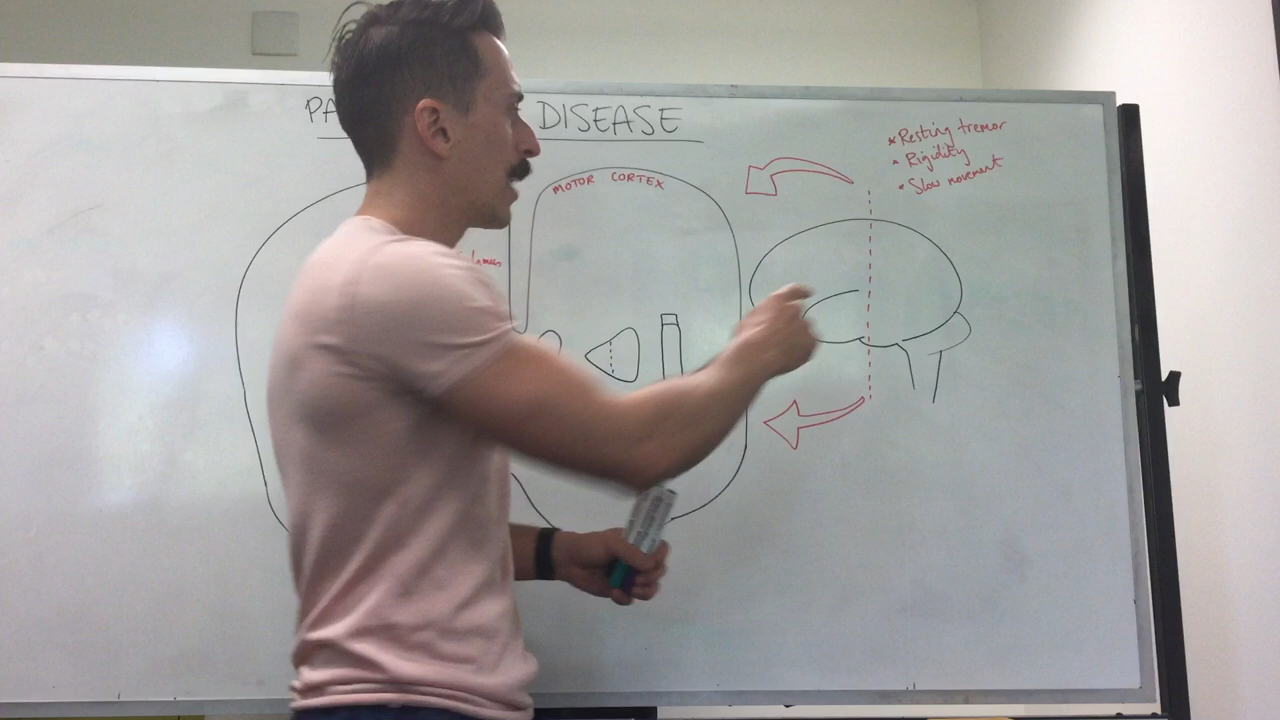 PA DISEASE
MOTOR CORTEX
* Resting tremor
* Rigidity
* Slow movement